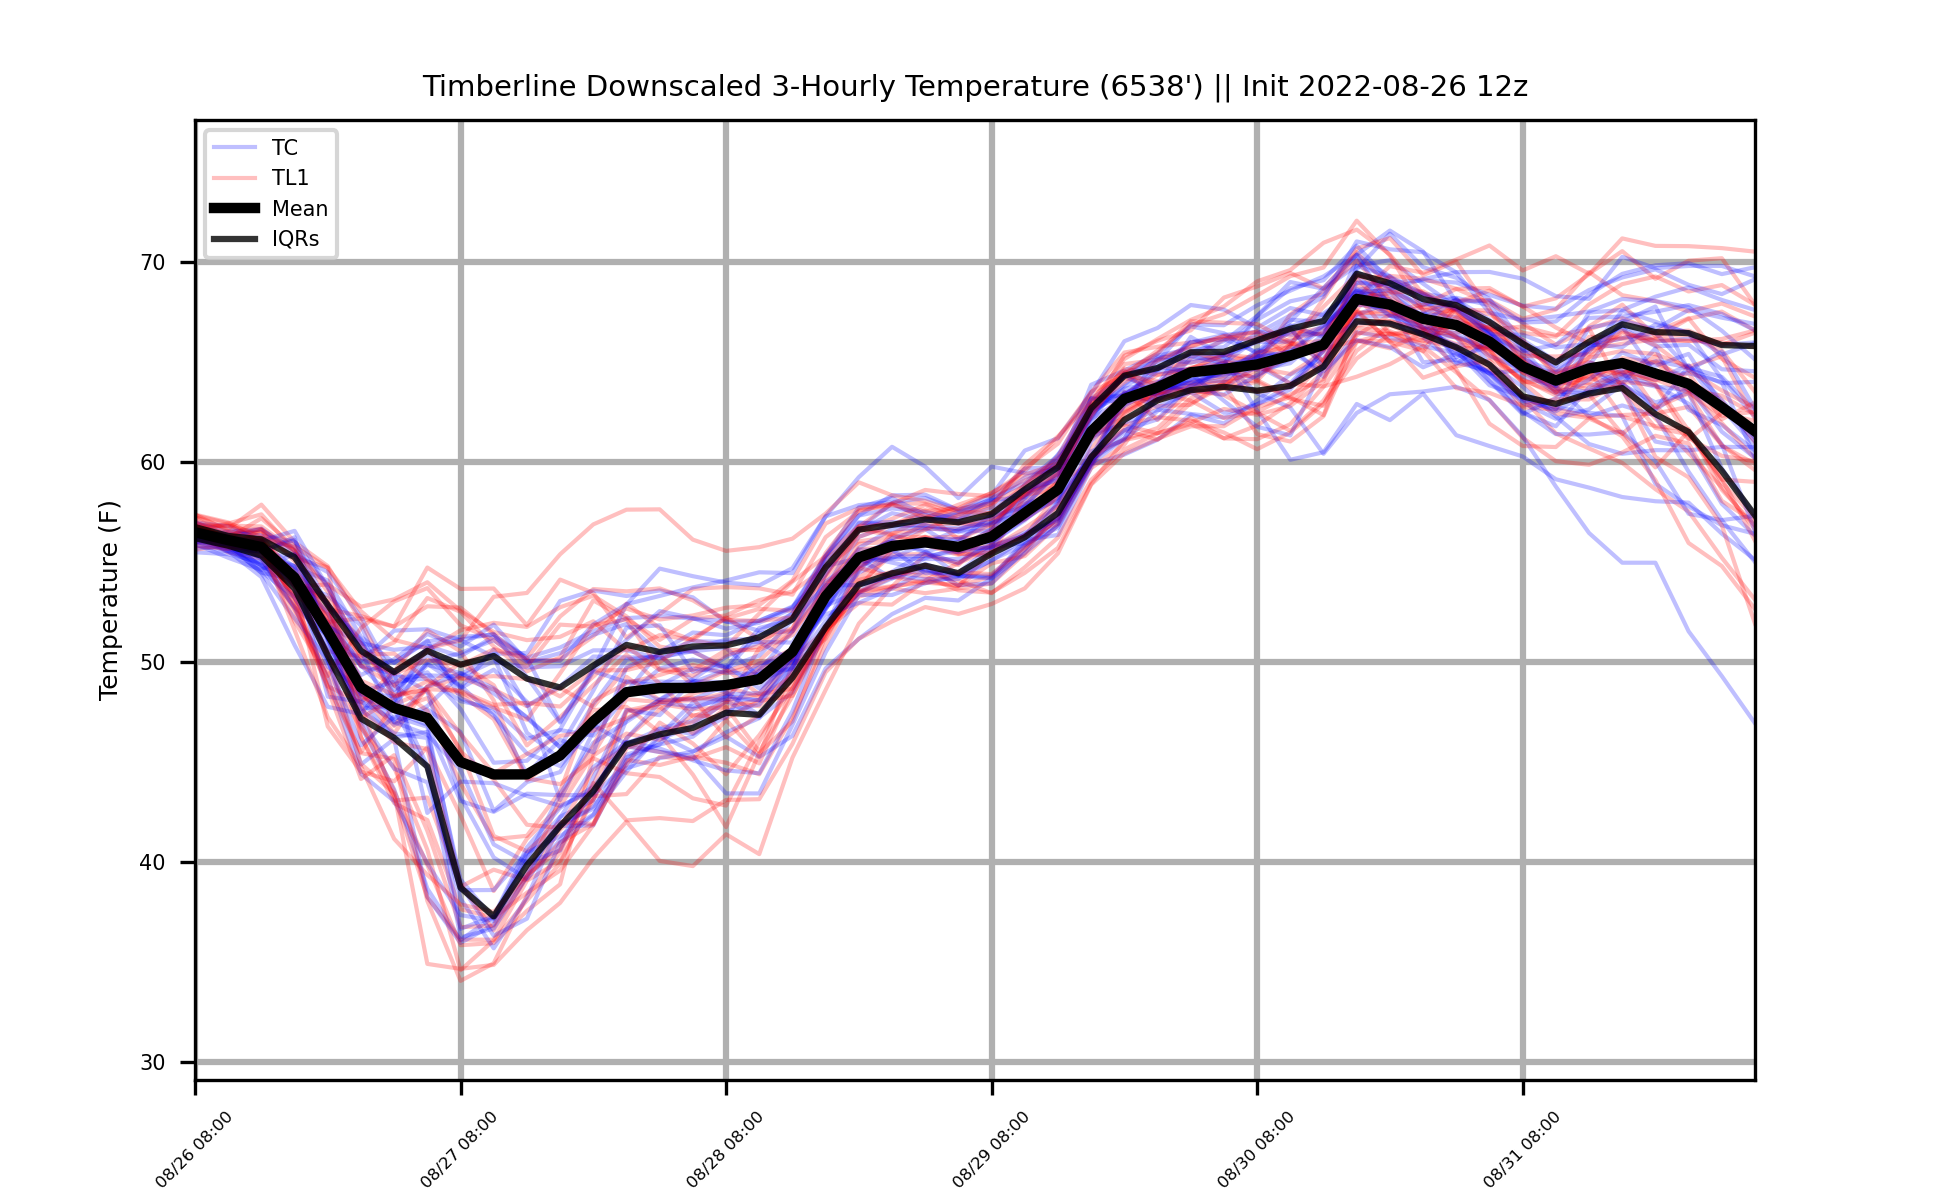 Timberline Downscaled 3-Hourly Temperature (6538') || Init 2022-08-26 12z
TC
TL1
Mean
IQRs
Temperature (F)
70
60
50
40
30
08/26 08:00
08/27 08:00
08/28 08:00
08/29 08:00
08/30 08:00
08/31 08:00